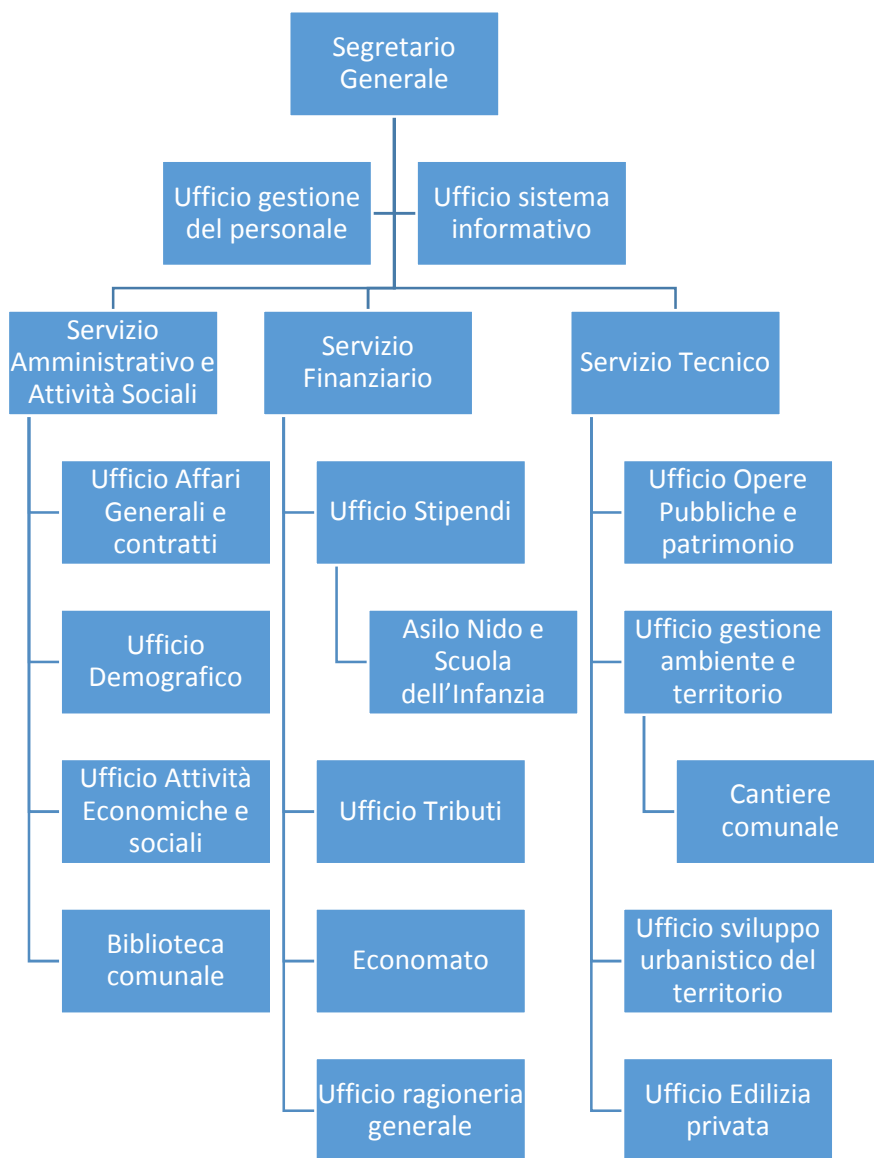 Segretario
Generale
Ufficio gestione
del personale
Ufficio sistema
informativo
Servizio
Amministrativo e
Attività Sociali
Servizio
Finanziario
Servizio Tecnico
Ufficio Affari
Generali e
contratti
Ufficio
Demografico
Ufficio Attività
Economiche e
sociali
Biblioteca
comunale
Ufficio Stipendi
Asilo Nido e
Scuola
dell’Infanzia
Ufficio Tributi
Economato
Ufficio ragioneria
generale
Ufficio Opere
Pubbliche e
patrimonio
Ufficio gestione
ambiente e
territorio
Cantiere
comunale
Ufficio sviluppo
urbanistico del
territorio
Ufficio Edilizia
privata